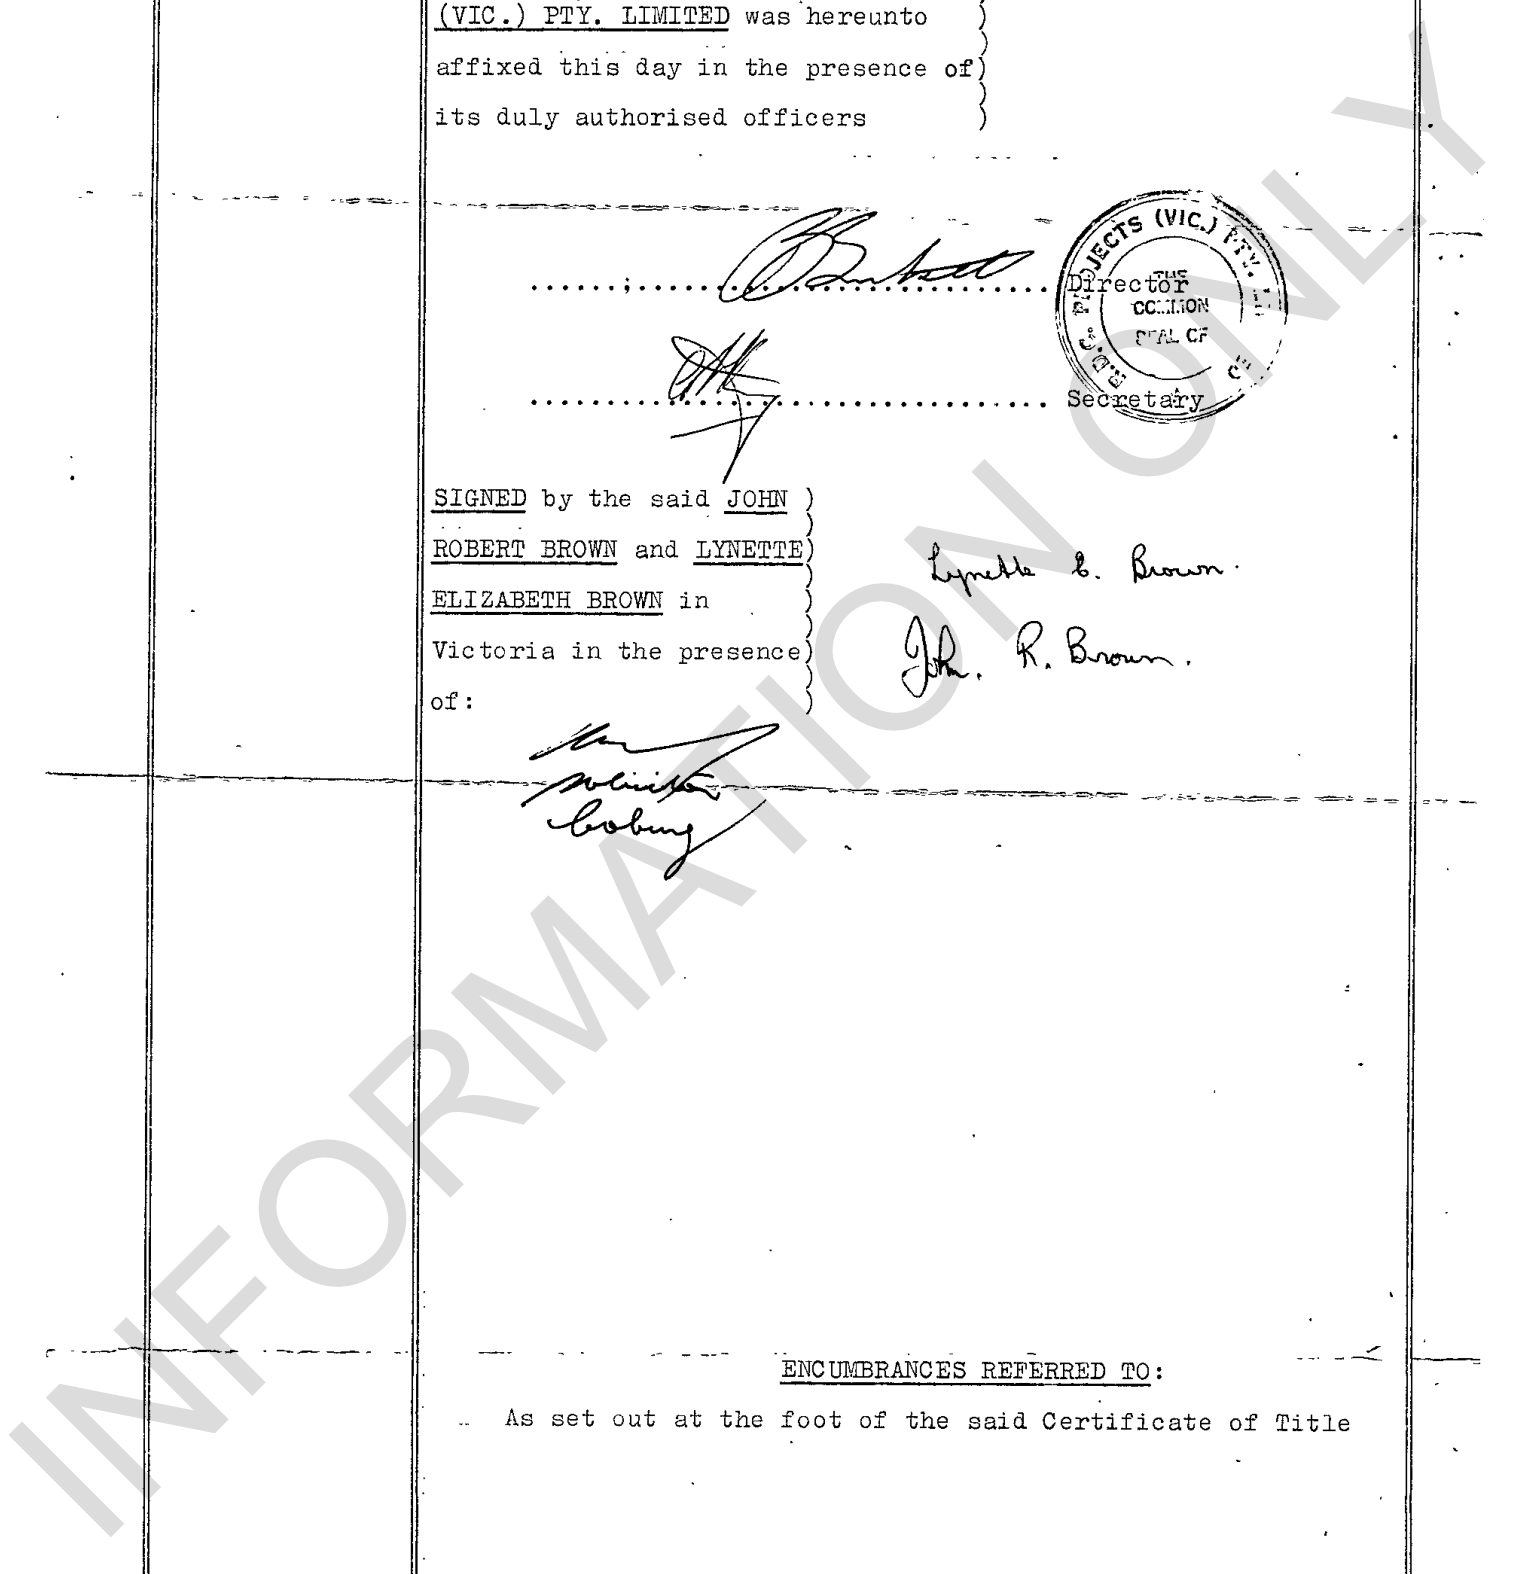 (VIC.) PTY. LIMITED was hereunto )
affixed this day in the presence of)
its duly authorised officers )
R.D.C. PROJECTS (VIC.) PTY.
THE
COMMON
SEAL OF
Director
Secretary
SIGNED by the said JOHN )
ROBERT BROWN and LYNETTE)
ELIZABETH BROWN in )
Victoria in the presence)
of: )
Lynette E. Brown.
John. R. Brown.
Solicitor
Coburg
ENCUMBRANCES REFERRED TO:
As set out at the foot of the said Certificate of Title
INFORMATION ONLY